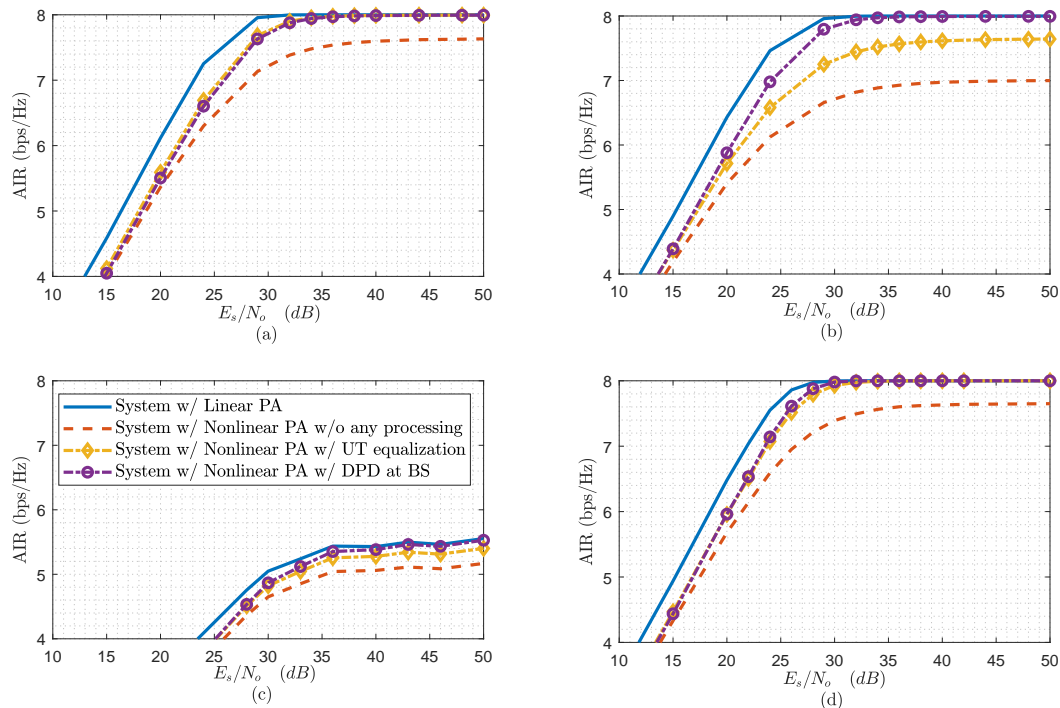 8
7
6
5
4
AIR (bps/Hz)
10 15 20 25 30 35 40 45 50
E_s/N_o (dB)
(a)
8
7
6
5
4
AIR (bps/Hz)
10 15 20 25 30 35 40 45 50
E_s/N_o (dB)
(b)
8
7
6
5
4
AIR (bps/Hz)
System w/ Linear PA
System w/ Nonlinear PA w/o any processing
System w/ Nonlinear PA w/ UT equalization
System w/ Nonlinear PA w/ DPD at BS
10 15 20 25 30 35 40 45 50
E_s/N_o (dB)
(c)
8
7
6
5
4
AIR (bps/Hz)
10 15 20 25 30 35 40 45 50
E_s/N_o (dB)
(d)